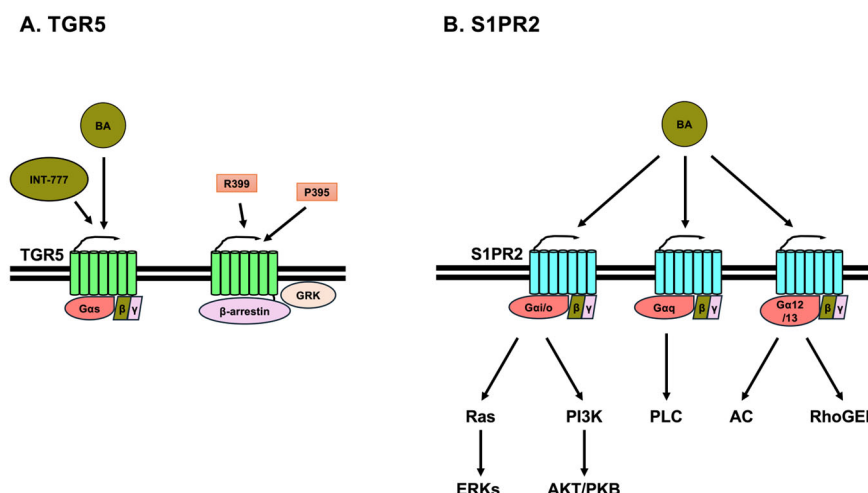 A. TGR5
B. S1PR2
BA
INT-777
R399
P395
TGR5
Gαs
β
γ
β-arrestin
GRK
BA
S1PR2
Gαi/o
β
γ
Gαq
β
γ
Gα12
/13
β
γ
Ras
PI3K
PLC
AC
RhoGEF
ERKs
AKT/PKB